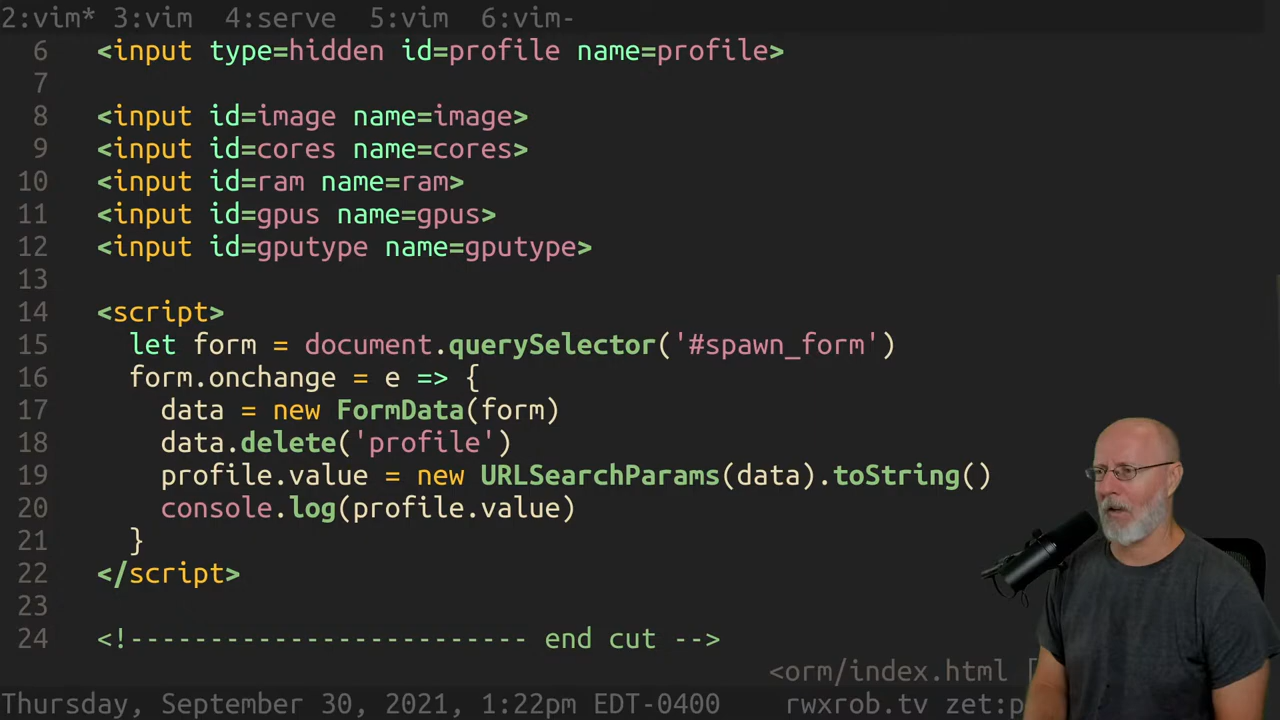 2:vim* 3:vim 4:serve 5:vim 6:vim-
6 <input type=hidden id=profile name=profile>
7
8 <input id=image name=image>
9 <input id=cores name=cores>
10 <input id=ram name=ram>
11 <input id=gpus name=gpus>
12 <input id=gputype name=gputype>
13
14 <script>
15 let form = document.querySelector('#spawn_form')
16 form.onchange = e => {
17 data = new FormData(form)
18 data.delete('profile')
19 profile.value = new URLSearchParams(data).toString()
20 console.log(profile.value)
21 }
22 </script>
23
24 <!------------------------- end cut -->
<orm/index.html [
Thursday, September 30, 2021, 1:22pm EDT-0400 rwxrob.tv zet:p